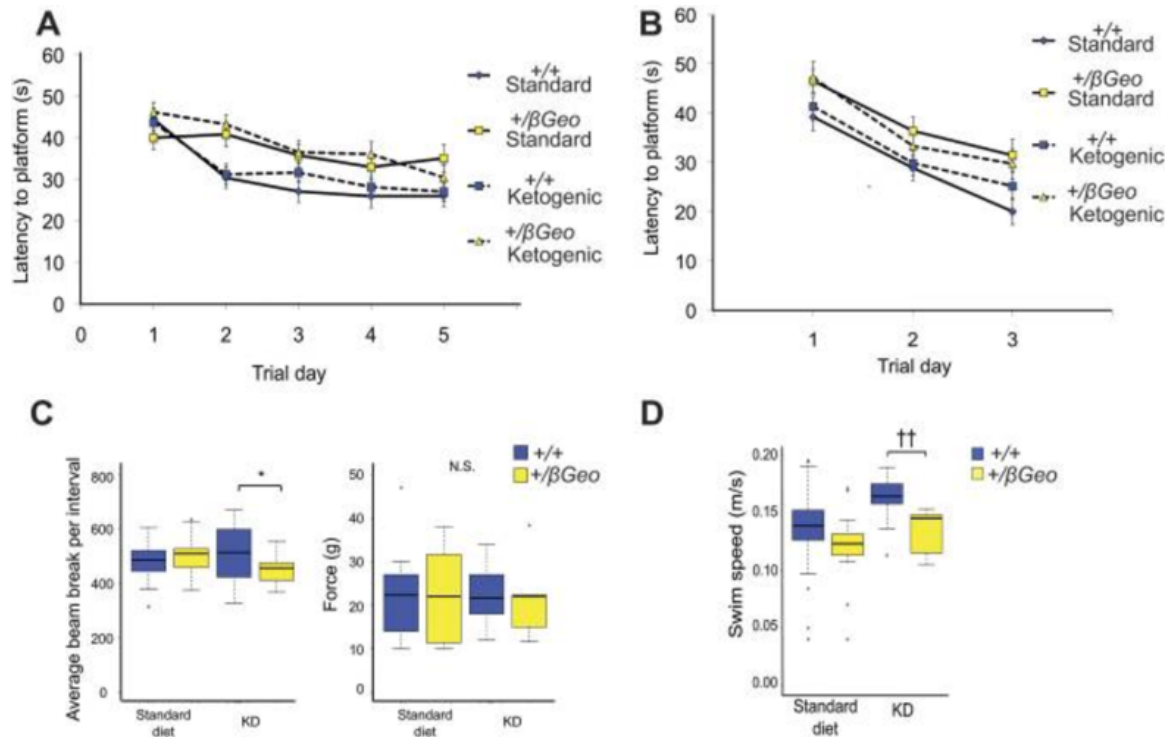 A
Latency to platform (s)
60
50
40
30
20
10
0
0
1
2
3
4
5
Trial day
+/+
Standard
+/βGeo
Standard
+/+
Ketogenic
+/βGeo
Ketogenic
B
Latency to platform (s)
60
50
40
30
20
10
0
1
2
3
Trial day
+/+
Standard
+/βGeo
Standard
+/+
Ketogenic
+/βGeo
Ketogenic
C
Average beam break per interval
800
600
400
200
0
*
Standard
diet
KD
Force (g)
50
40
30
20
10
0
N.S.
Standard
diet
KD
+/+
+/βGeo
D
Swim speed (m/s)
0.20
0.15
0.10
0.05
0.00
††
Standard
diet
KD
+/+
+/βGeo